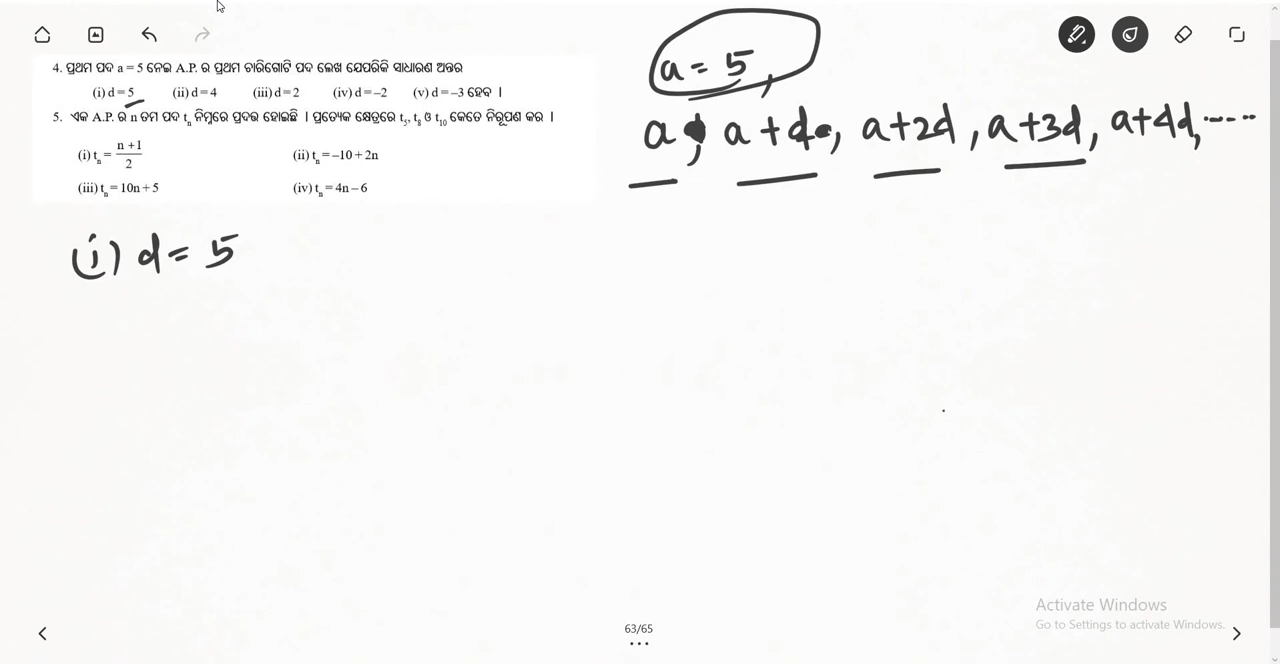 4. ପ୍ରଥମ ପଦ a = 5 ନେଇ A.P. ର ପ୍ରଥମ ଚାରିଗୋଟି ପଦ ଲେଖ ଯେପରିକି ସାଧାରଣ ଅନ୍ତର
(i) d = 5 (ii) d = 4 (iii) d = 2 (iv) d = –2 (v) d = –3 ହେବ ।
5. ଏକ A.P. ର n ତମ ପଦ tₙ ନିମ୍ନରେ ପ୍ରଦତ୍ତ ହୋଇଛି । ପ୍ରତ୍ୟେକ କ୍ଷେତ୍ରରେ t₅, t₈ ଓ t₁₀ କେତେ ନିରୂପଣ କର ।
(i) tₙ = (n + 1)/2 (ii) tₙ = –10 + 2n
(iii) tₙ = 10n + 5 (iv) tₙ = 4n – 6
a = 5,
a, a + d, a+2d, a+3d, a+4d, ----
(i) d = 5
Activate Windows
Go to Settings to activate Windows.
63/65